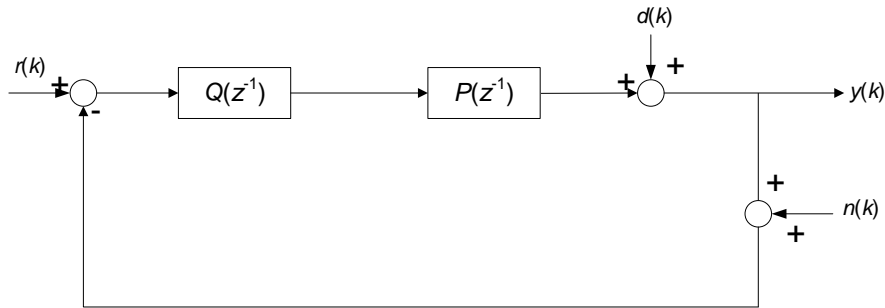 d(k)
r(k)
+
+
+
Q(z⁻¹)
P(z⁻¹)
y(k)
-
+
n(k)
+